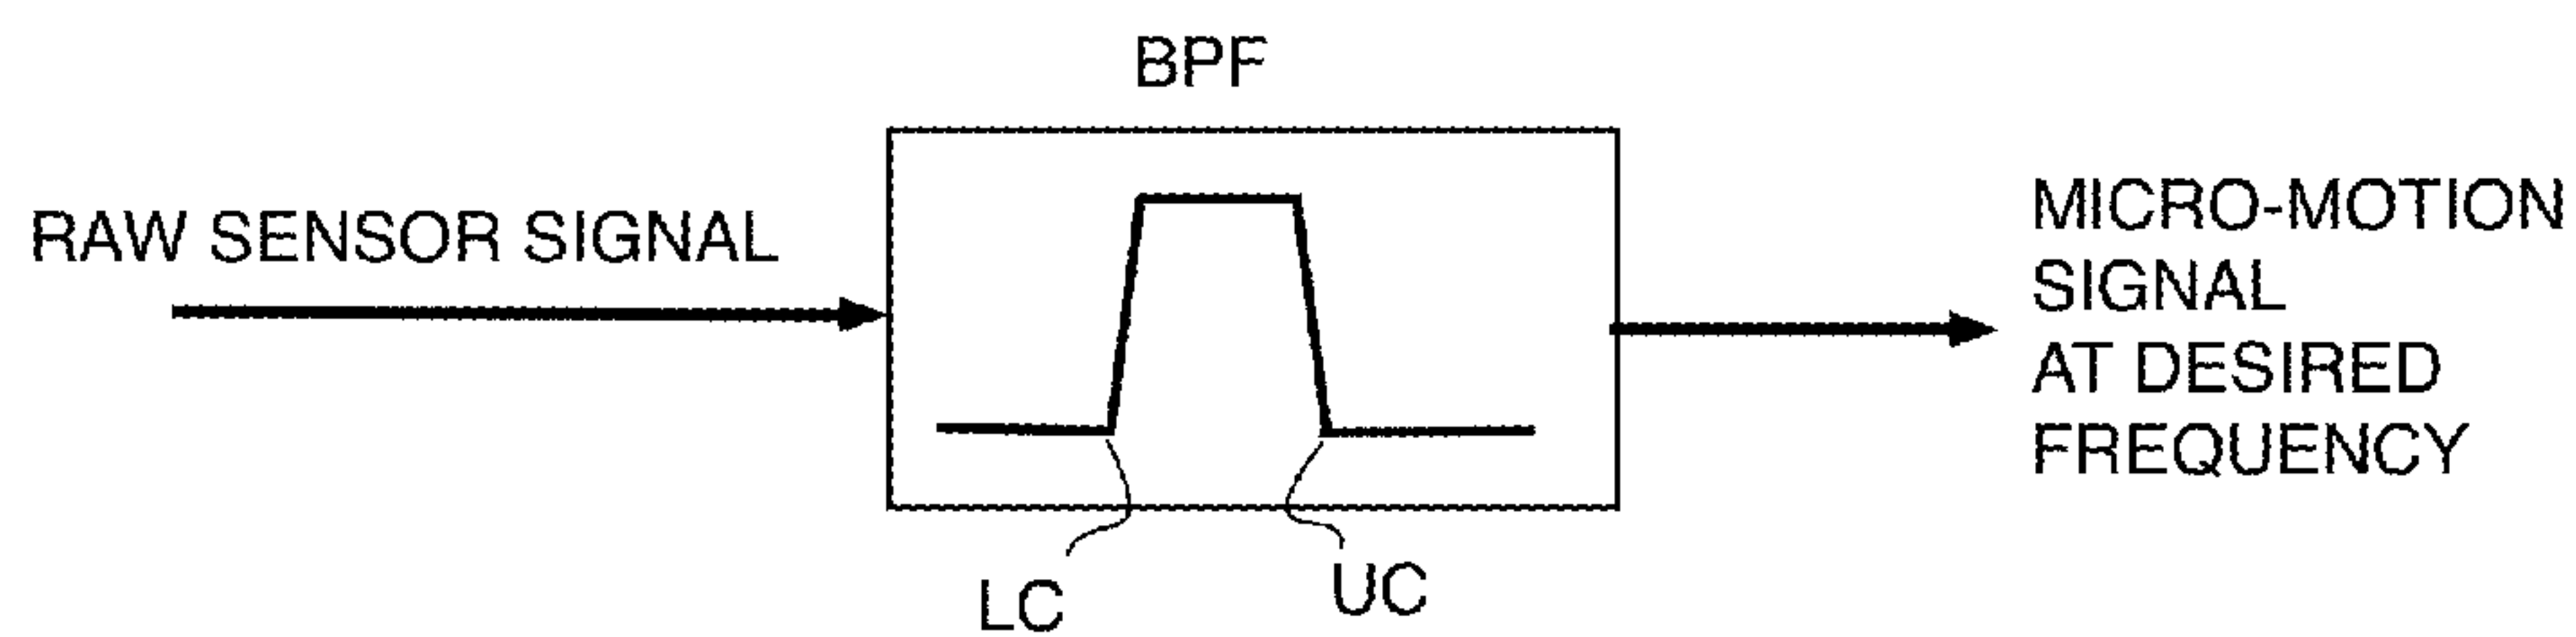 BPF
RAW SENSOR SIGNAL
MICRO-MOTION
SIGNAL
AT DESIRED
FREQUENCY
LC
UC